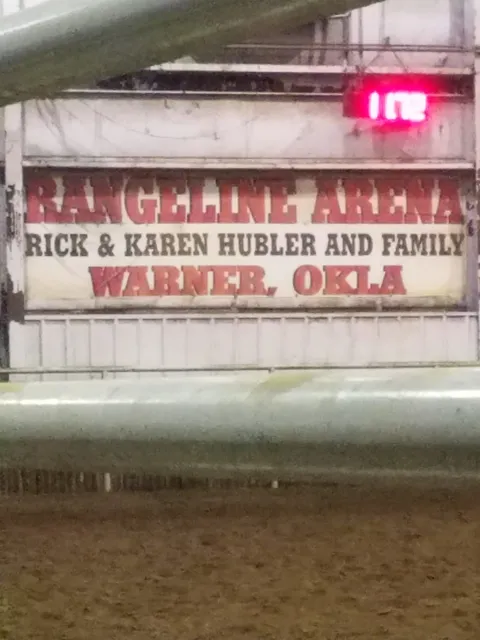 RANGELINE ARENA
RICK & KAREN HUBLER AND FAMILY
WARNER, OKLA